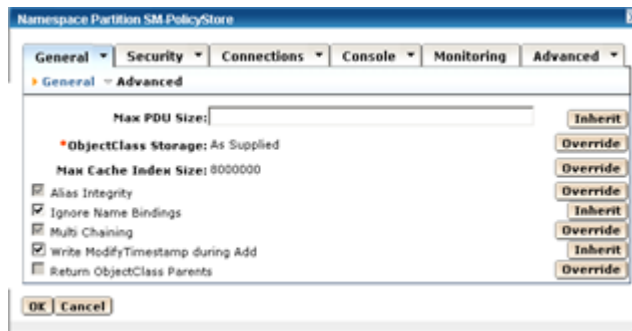 Namespace Partition SM-PolicyStore
General Security Connections Console Monitoring Advanced
General Advanced
Max PDU Size: Inherit
*ObjectClass Storage: As Supplied Override
Max Cache Index Size: 8000000 Override
Alias Integrity Override
Ignore Name Bindings Inherit
Multi Chaining Override
Write ModifyTimestamp during Add Inherit
Return ObjectClass Parents Override
OK Cancel